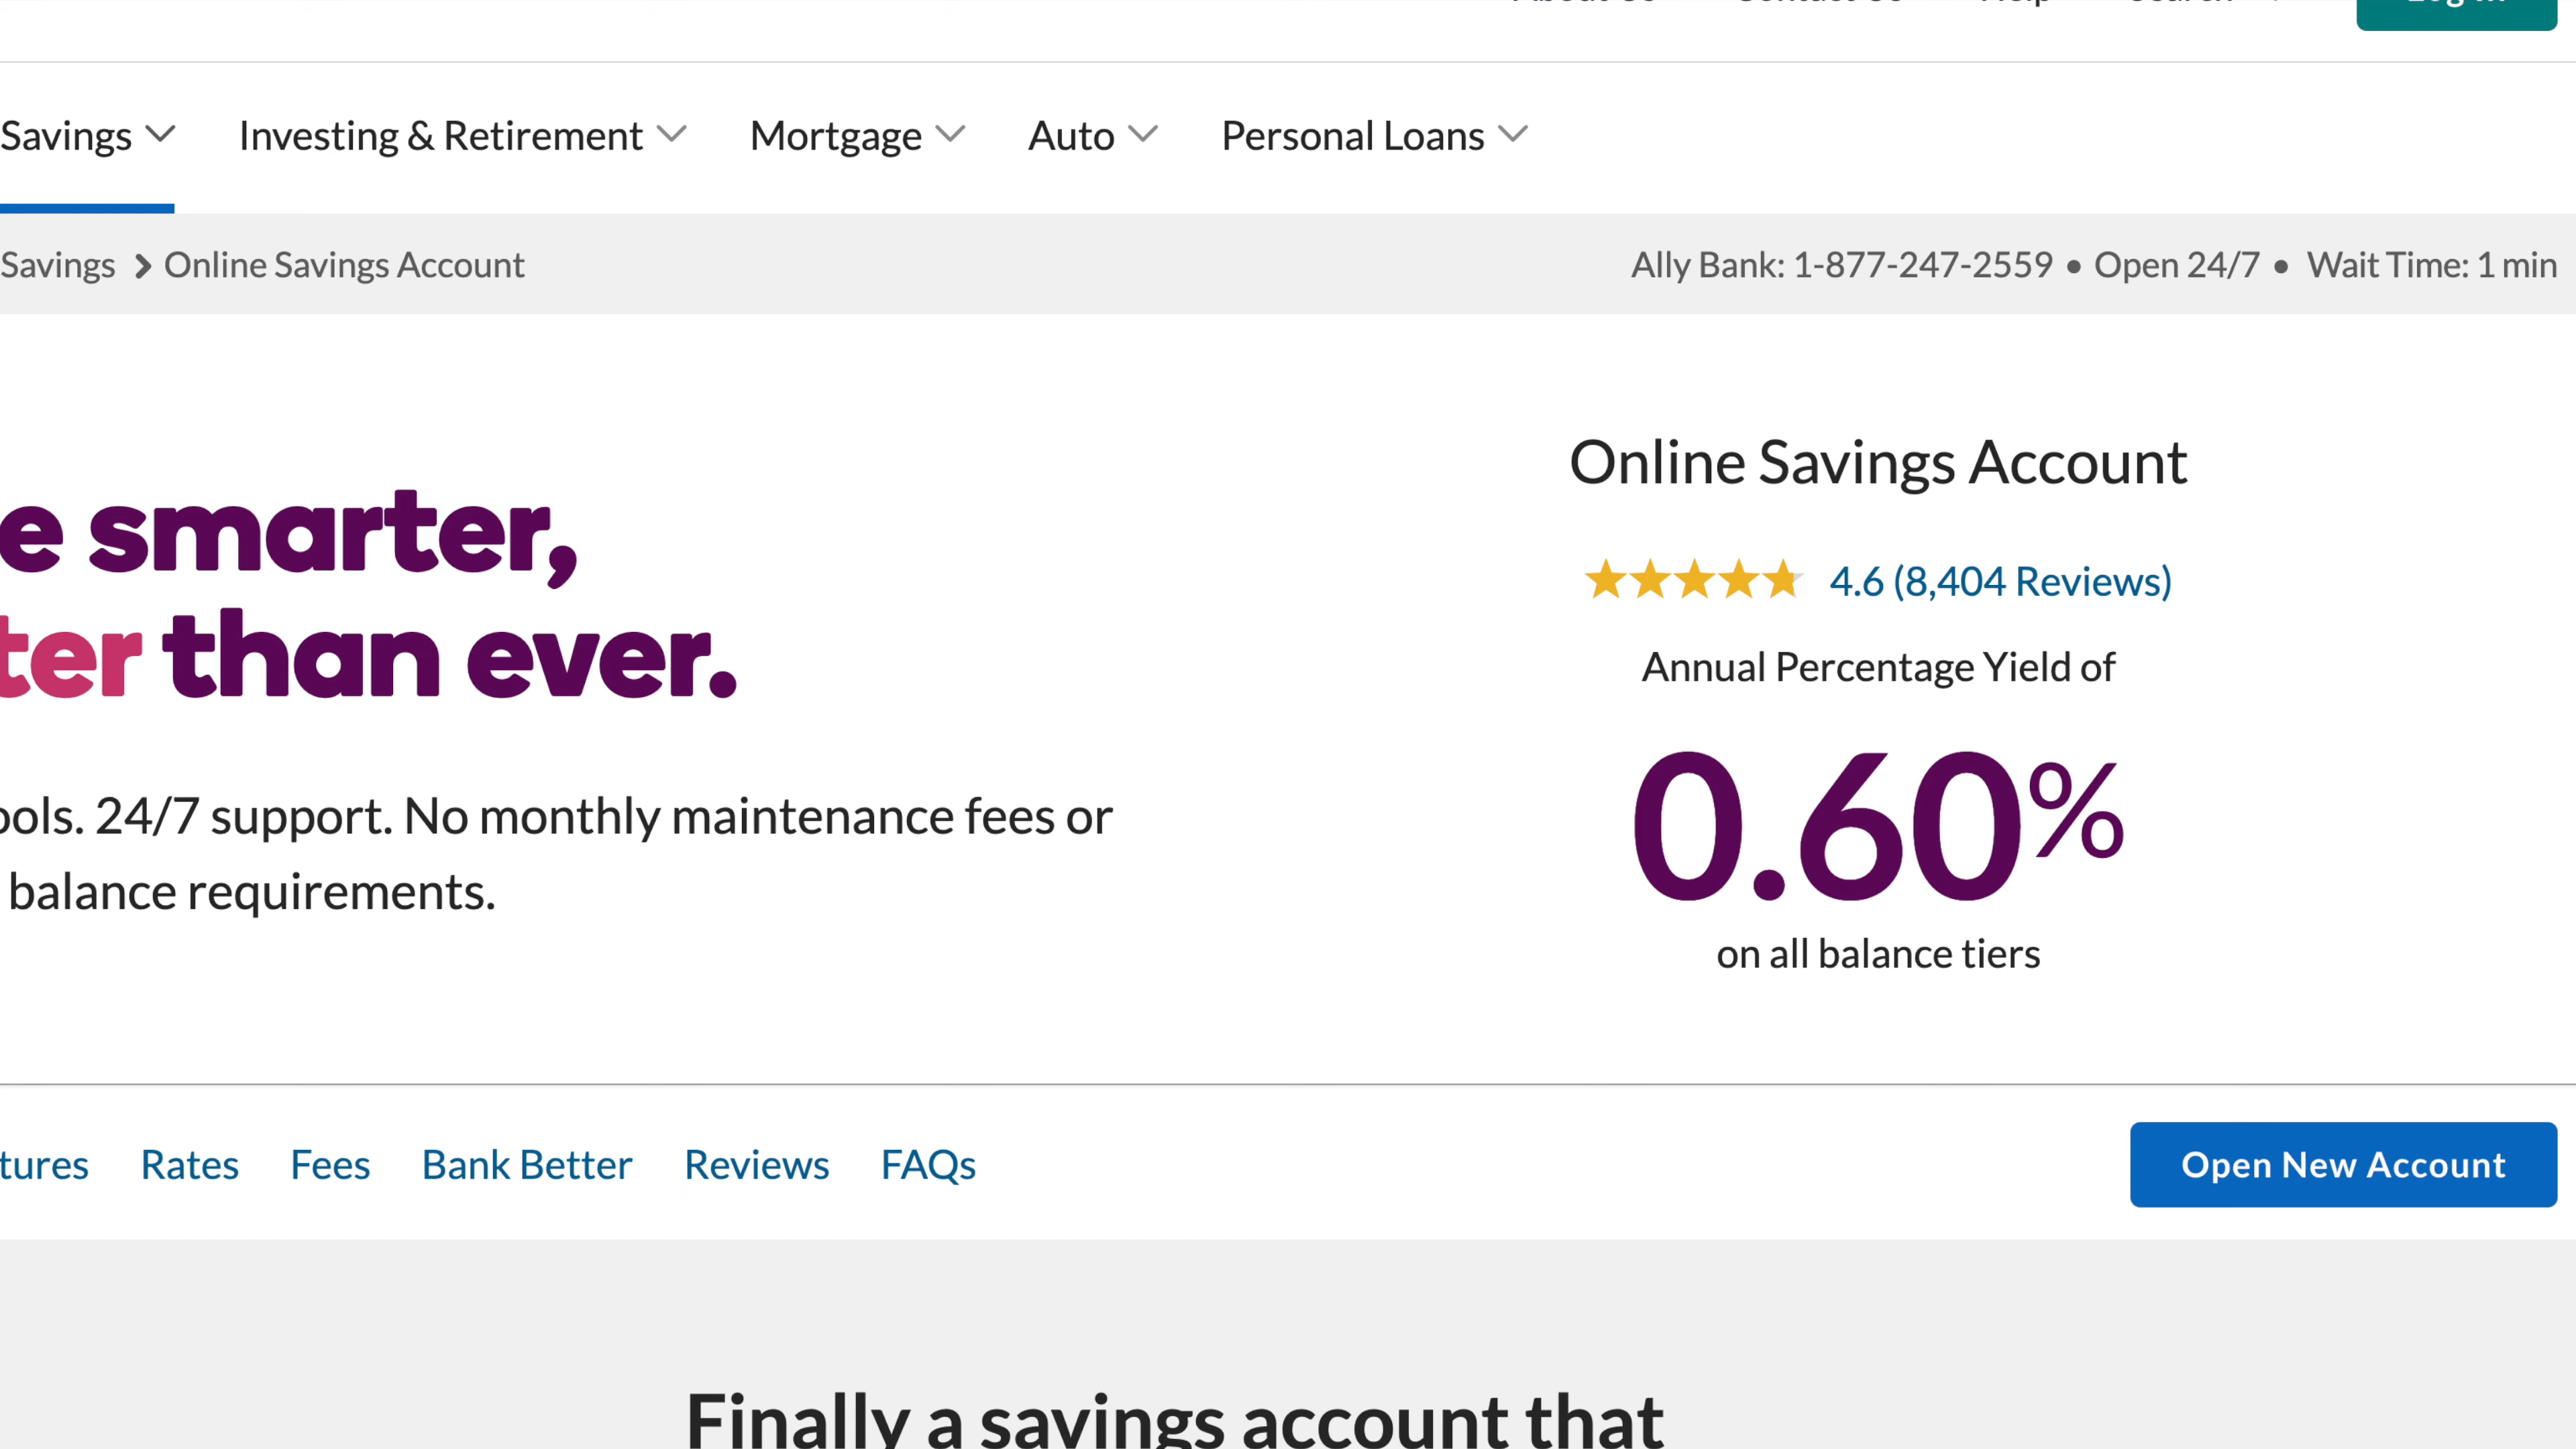 Savings Investing & Retirement Mortgage Auto Personal Loans
Savings > Online Savings Account Ally Bank: 1-877-247-2559 • Open 24/7 • Wait Time: 1 min
Online Savings Account
e smarter,
ter than ever.
4.6 (8,404 Reviews)
Annual Percentage Yield of
0.60%
on all balance tiers
ools. 24/7 support. No monthly maintenance fees or
balance requirements.
tures Rates Fees Bank Better Reviews FAQs Open New Account
Finally a savings account that